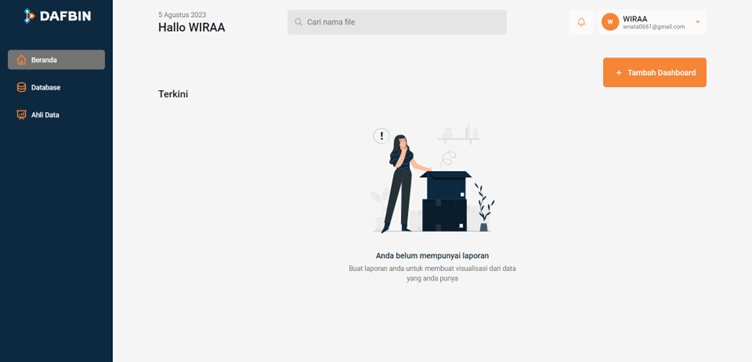 DAFBIN
Beranda
Database
Ahli Data
5 Agustus 2023
Hallo WIRAA
Cari nama file
W
WIRAA
wnata0661@gmail.com
+ Tambah Dashboard
Terkini
!
Anda belum mempunyai laporan
Buat laporan anda untuk membuat visualisasi dari data
yang anda punya